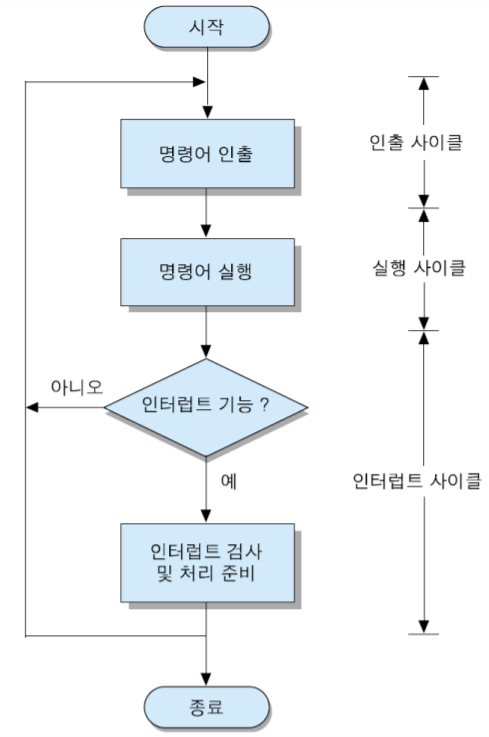 시작
명령어 인출
인출 사이클
명령어 실행
실행 사이클
아니오
인터럽트 기능 ?
예
인터럽트 사이클
인터럽트 검사
및 처리 준비
종료